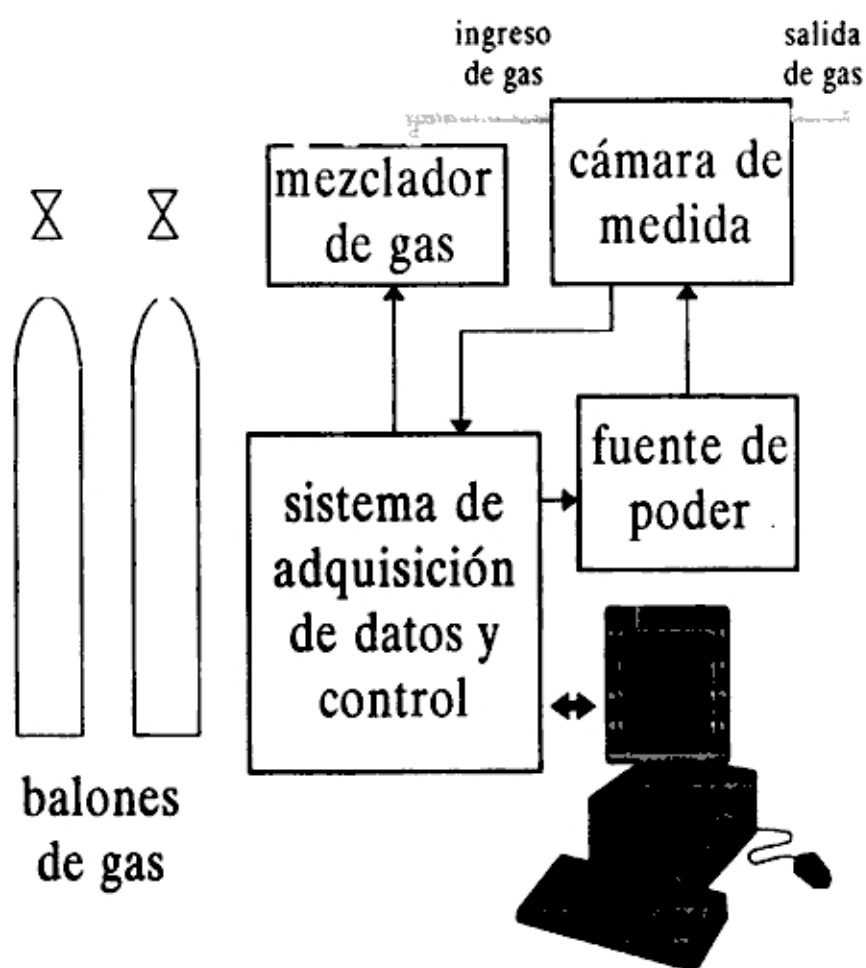 ingreso
de gas
salida
de gas
mezclador
de gas
cámara de
medida
sistema de
adquisición
de datos y
control
fuente de
poder
balones
de gas